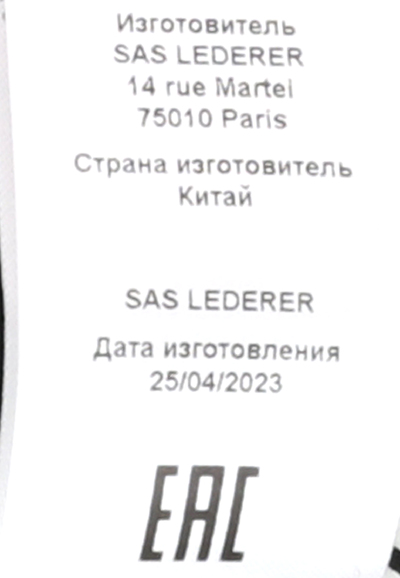 Изготовитель
SAS LEDERER
14 rue Martel
75010 Paris
Страна изготовитель
Китай
SAS LEDERER
Дата изготовления
25/04/2023
EAC